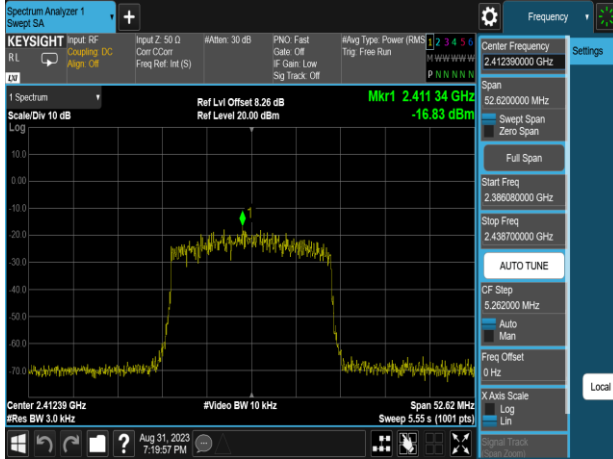 Spectrum Analyzer 1
Swept SA
+
Frequency
KEYSIGHT
RL
LXI
Input: RF
Coupling: DC
Align: Off
Input Z: 50 Ω
Corr CCorr
Freq Ref: Int (S)
#Atten: 30 dB
PNO: Fast
Gate: Off
IF Gain: Low
Sig Track: Off
#Avg Type: Power (RMS
Trig: Free Run
1 2 3 4 5 6
M W W W W W
P N N N N N
1 Spectrum
Scale/Div 10 dB
Log
Ref Lvl Offset 8.26 dB
Ref Level 20.00 dBm
Mkr1 2.411 34 GHz
-16.83 dBm
10.0
0.00
-10.0
-20.0
-30.0
-40.0
-50.0
-60.0
-70.0
1
Center 2.41239 GHz
#Res BW 3.0 kHz
#Video BW 10 kHz
Span 52.62 MHz
Sweep 5.55 s (1001 pts)
Center Frequency
2.412390000 GHz
Settings
Span
52.6200000 MHz
Swept Span
Zero Span
Full Span
Start Freq
2.386080000 GHz
Stop Freq
2.438700000 GHz
AUTO TUNE
CF Step
5.262000 MHz
Auto
Man
Freq Offset
0 Hz
X Axis Scale
Log
Lin
Local
Signal Track
(Span Zoom)
?
Aug 31, 2023
7:19:57 PM